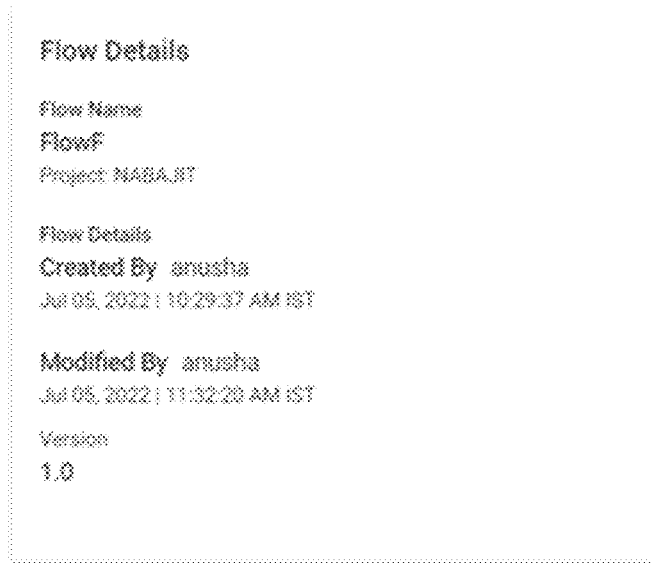 Flow Details
Flow Name
FlowF
Project: NABAJIT
Flow Details
Created By anusha
Jul 05, 2022 | 10:29:37 AM IST
Modified By anusha
Jul 05, 2022 | 11:32:20 AM IST
Version
1.0